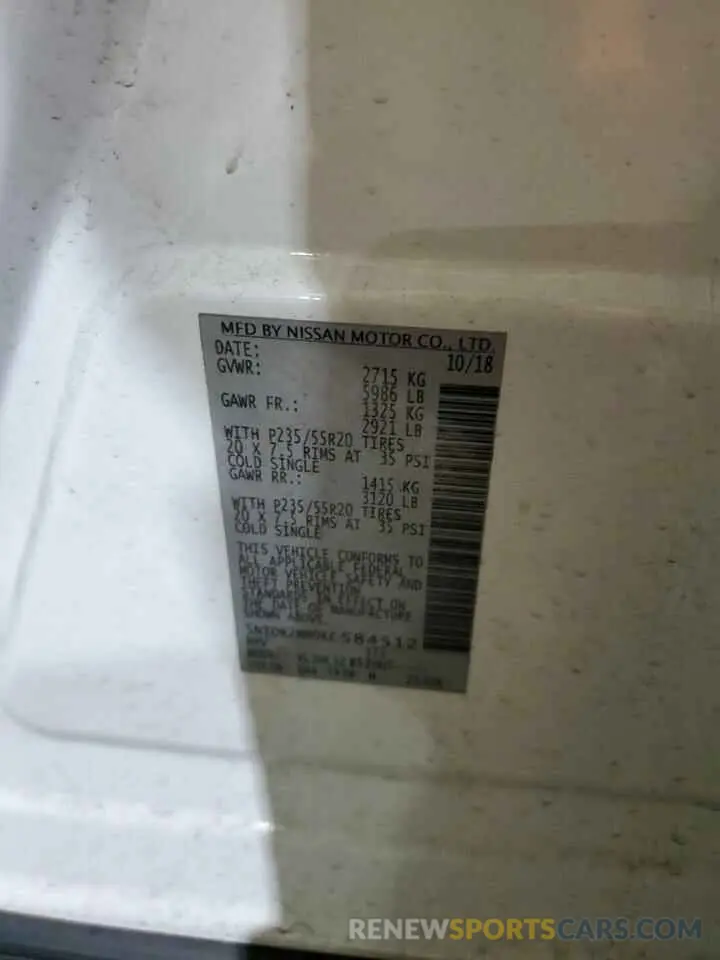 MFD BY NISSAN MOTOR CO., LTD.
DATE: 10/18
GVWR: 2715 KG
5986 LB
GAWR FR.: 1325 KG
2921 LB
WITH P235/55R20 TIRES
20 X 7.5 RIMS AT 35 PSI
COLD SINGLE
GAWR RR.: 1415 KG
3120 LB
WITH P235/55R20 TIRES
20 X 7.5 RIMS AT 35 PSI
COLD SINGLE
THIS VEHICLE CONFORMS TO
ALL APPLICABLE FEDERAL
MOTOR VEHICLE SAFETY AND
THEFT PREVENTION
STANDARDS IN EFFECT ON
THE DATE OF MANUFACTURE
SHOWN ABOVE.
MPV
RENEWSPORTSCARS.COM